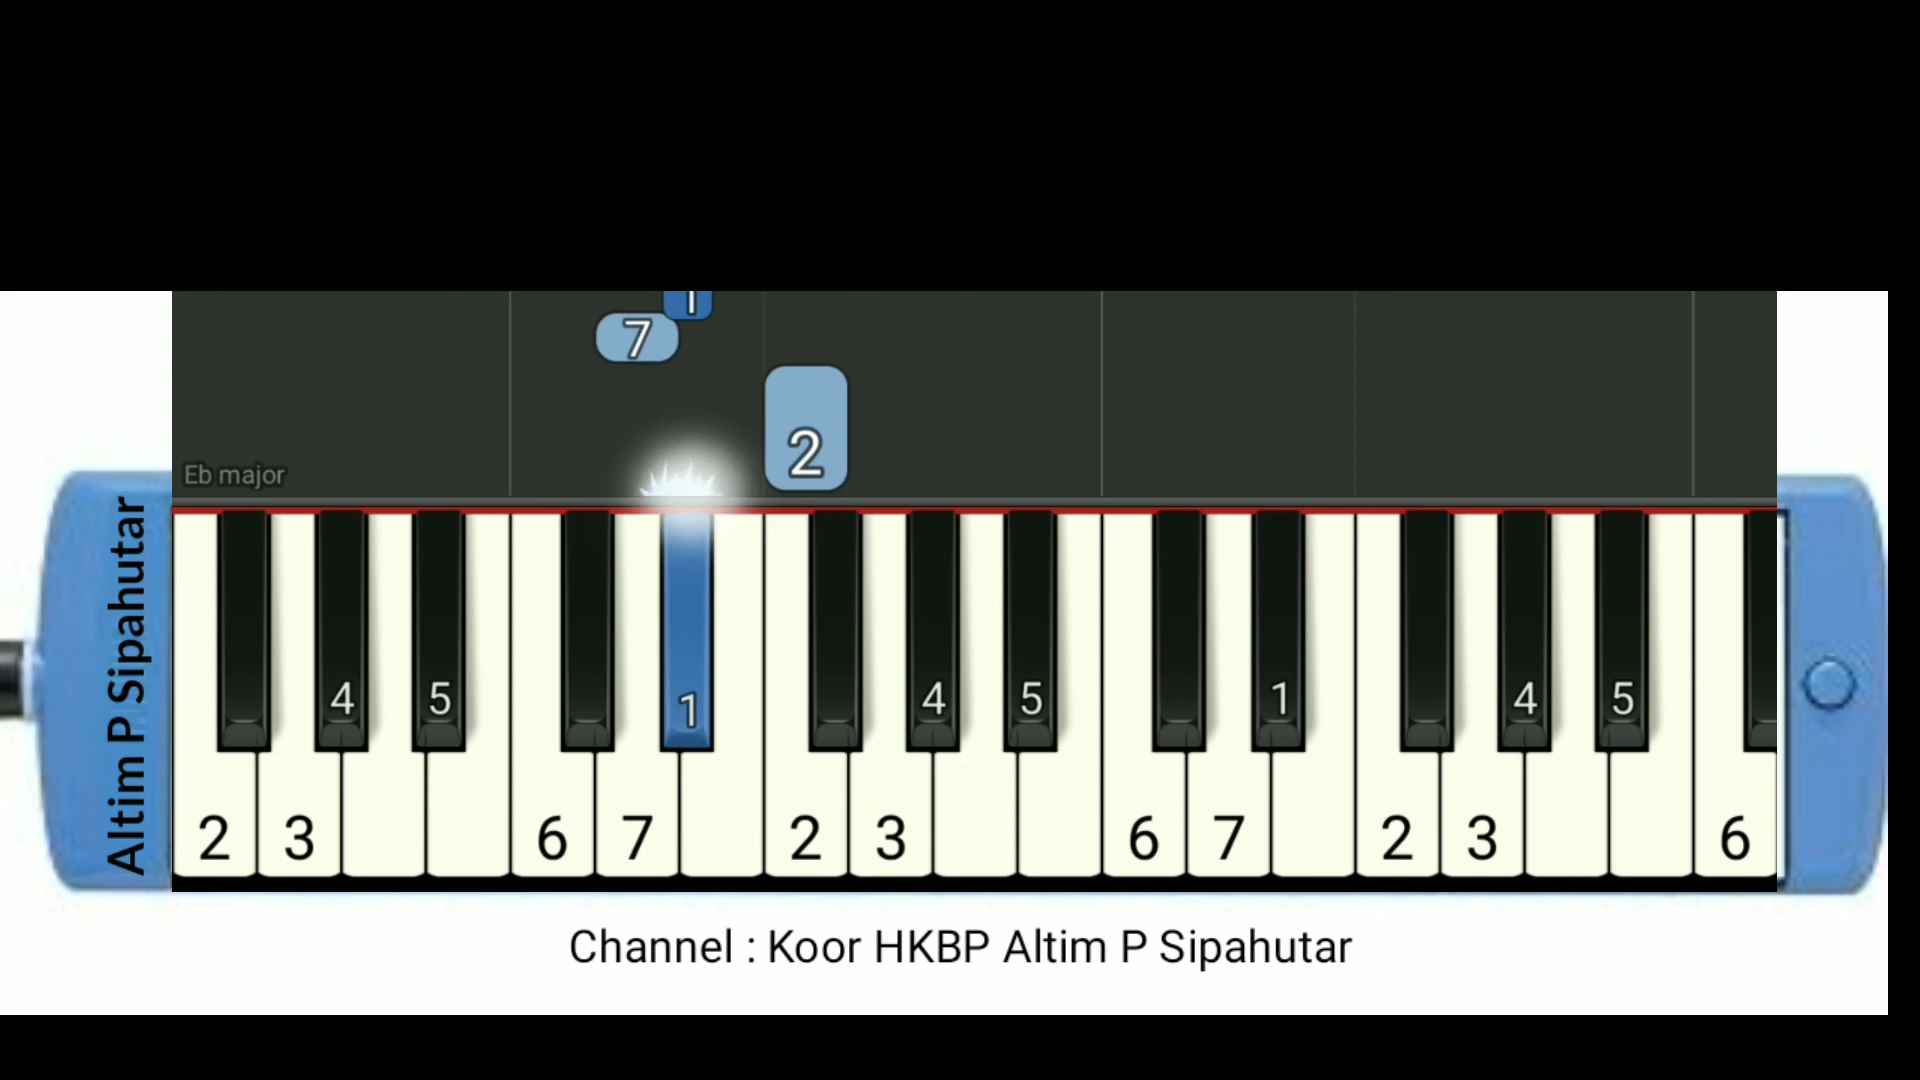 1
7
2
Eb major
Altim P Sipahutar
4 5 1 4 5 1 4 5
2 3 6 7 2 3 6 7 2 3 6
Channel : Koor HKBP Altim P Sipahutar